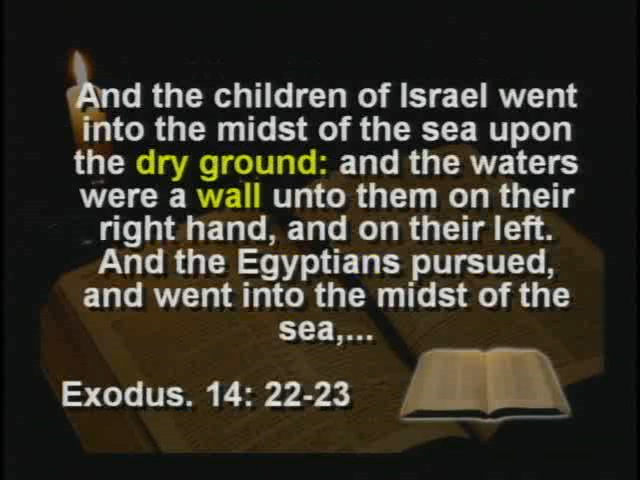 And the children of Israel went
into the midst of the sea upon
the dry ground: and the waters
were a wall unto them on their
right hand, and on their left.
And the Egyptians pursued,
and went into the midst of the
sea,...
Exodus. 14: 22-23